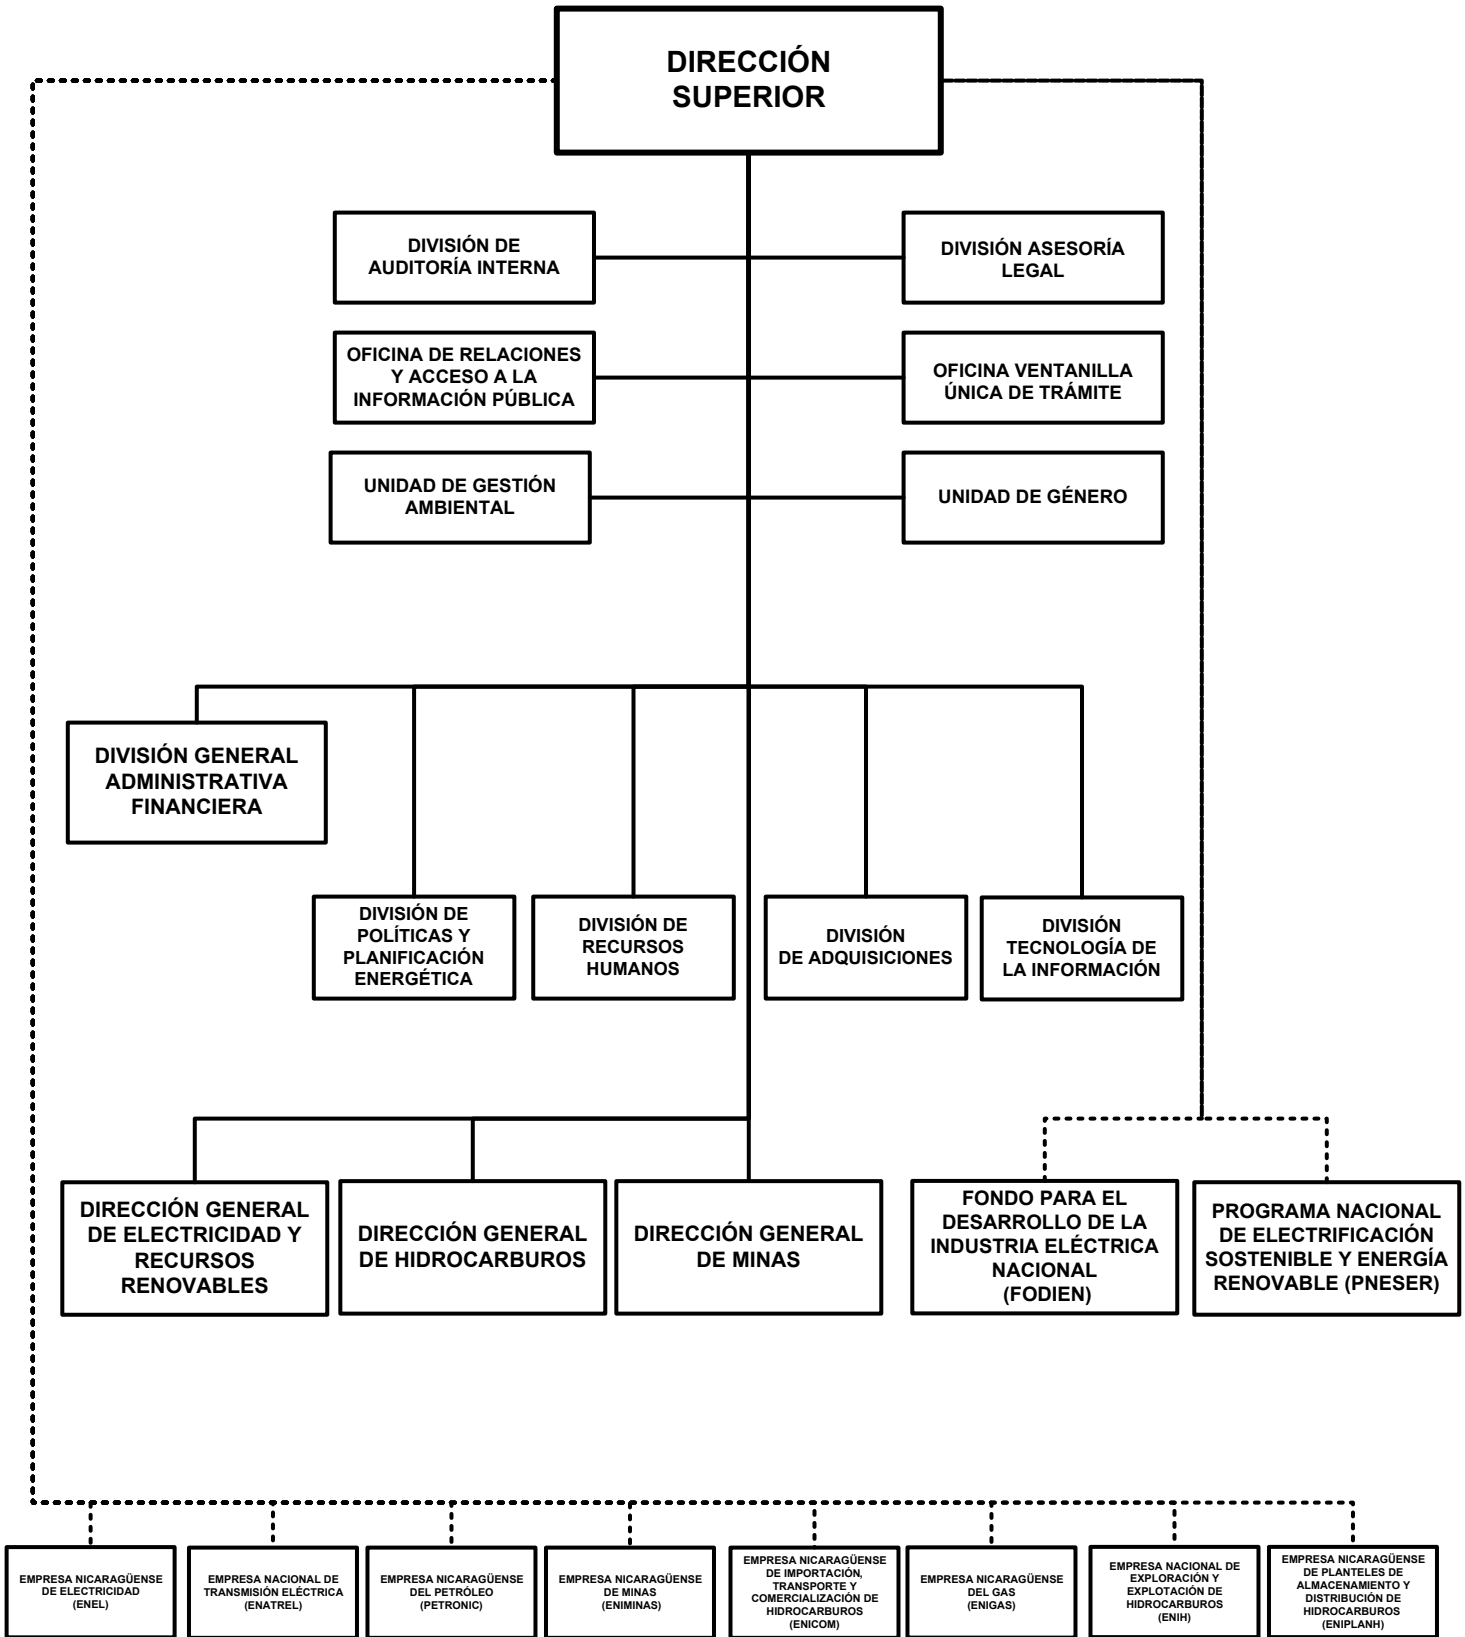 DIRECCIÓN
SUPERIOR
DIVISIÓN DE
AUDITORÍA INTERNA
DIVISIÓN ASESORÍA
LEGAL
OFICINA DE RELACIONES
Y ACCESO A LA
INFORMACIÓN PÚBLICA
OFICINA VENTANILLA
ÚNICA DE TRÁMITE
UNIDAD DE GESTIÓN
AMBIENTAL
UNIDAD DE GÉNERO
DIVISIÓN GENERAL
ADMINISTRATIVA
FINANCIERA
DIVISIÓN DE
POLÍTICAS Y
PLANIFICACIÓN
ENERGÉTICA
DIVISIÓN DE
RECURSOS
HUMANOS
DIVISIÓN
DE ADQUISICIONES
DIVISIÓN
TECNOLOGÍA DE
LA INFORMACIÓN
DIRECCIÓN GENERAL
DE ELECTRICIDAD Y
RECURSOS
RENOVABLES
DIRECCIÓN GENERAL
DE HIDROCARBUROS
DIRECCIÓN GENERAL
DE MINAS
FONDO PARA EL
DESARROLLO DE LA
INDUSTRIA ELÉCTRICA
NACIONAL
(FODIEN)
PROGRAMA NACIONAL
DE ELECTRIFICACIÓN
SOSTENIBLE Y ENERGÍA
RENOVABLE (PNESER)
EMPRESA NICARAGÜENSE
DE ELECTRICIDAD
(ENEL)
EMPRESA NACIONAL DE
TRANSMISIÓN ELÉCTRICA
(ENATREL)
EMPRESA NICARAGÜENSE
DEL PETRÓLEO
(PETRONIC)
EMPRESA NICARAGÜENSE
DE MINAS
(ENIMINAS)
EMPRESA NICARAGÜENSE
DE IMPORTACIÓN,
TRANSPORTE Y
COMERCIALIZACIÓN DE
HIDROCARBUROS
(ENICOM)
EMPRESA NICARAGÜENSE
DEL GAS
(ENIGAS)
EMPRESA NACIONAL DE
EXPLORACIÓN Y
EXPLOTACIÓN DE
HIDROCARBUROS
(ENIH)
EMPRESA NICARAGÜENSE
DE PLANTELES DE
ALMACENAMIENTO Y
DISTRIBUCIÓN DE
HIDROCARBUROS
(ENIPLANH)